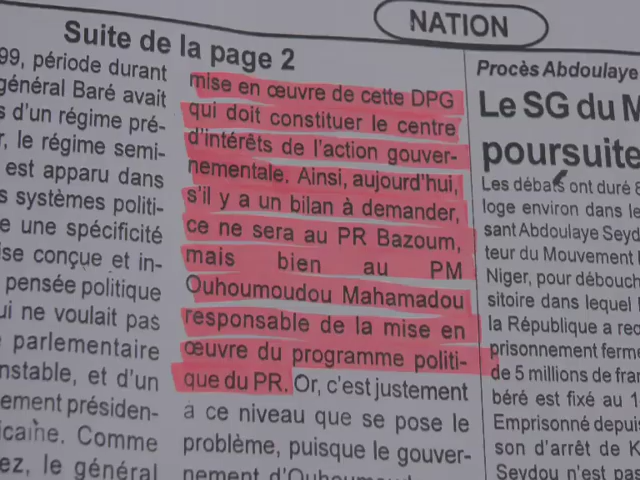 NATION
Suite de la page 2
99, période durant
général Baré avait
s d'un régime pré-
r, le régime semi-
est apparu dans
s systèmes politi-
e une spécificité
ise conçue et in-
pensée politique
ui ne voulait pas
parlementaire
nstable, et d'un
ement présiden-
icaine. Comme
ez, le général
mise en œuvre de cette DPG
qui doit constituer le centre
d'intérêts de l'action gouver-
nementale. Ainsi, aujourd'hui,
s'il y a un bilan à demander,
ce ne sera au PR Bazoum,
mais bien au PM
Ouhoumoudou Mahamadou
responsable de la mise en
œuvre du programme politi-
que du PR. Or, c'est justement
à ce niveau que se pose le
problème, puisque le gouver-
nement d'Ouhoumoud
Procès Abdoulaye
Le SG du M
poursuite
Les débats ont duré
loge environ dans le
sant Abdoulaye Seyd
teur du Mouvement
Niger, pour débouch
sitoire dans lequel
la République a rec
prisonnement ferme
de 5 millions de fran
béré est fixé au 1
Emprisonné depuis
son d'arrêt de K
Seydou n'est pas